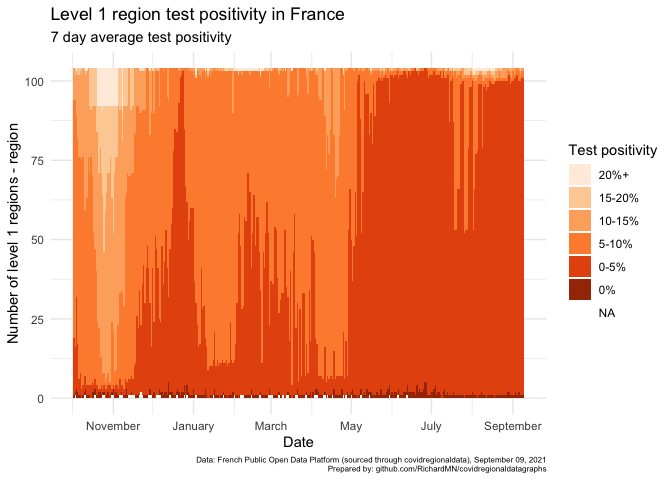 Level 1 region test positivity in France
7 day average test positivity
Number of level 1 regions - region
100
75
50
25
0
November
January
March
May
July
September
Date
Test positivity
20%+
15-20%
10-15%
5-10%
0-5%
0%
NA
Data: French Public Open Data Platform (sourced through covidregionaldata), September 09, 2021
Prepared by: github.com/RichardMN/covidregionaldatagraphs